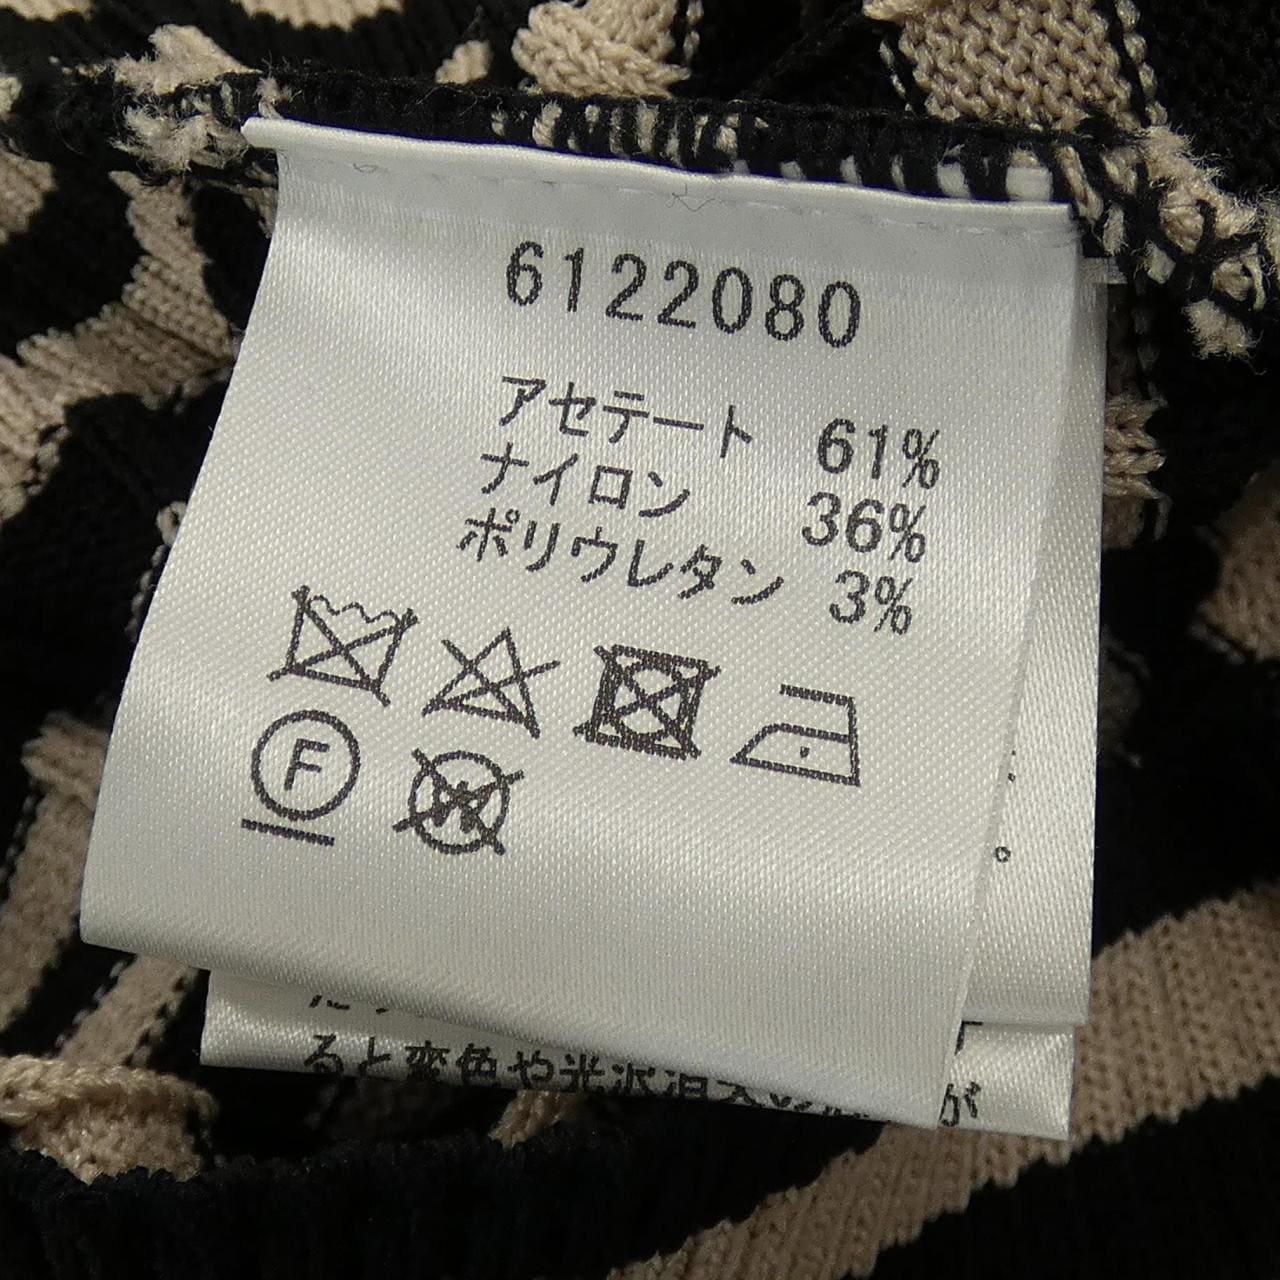 6122080
アセテート 61%
ナイロン 36%
ポリウレタン 3%
F
W
ると変色や光沢
が